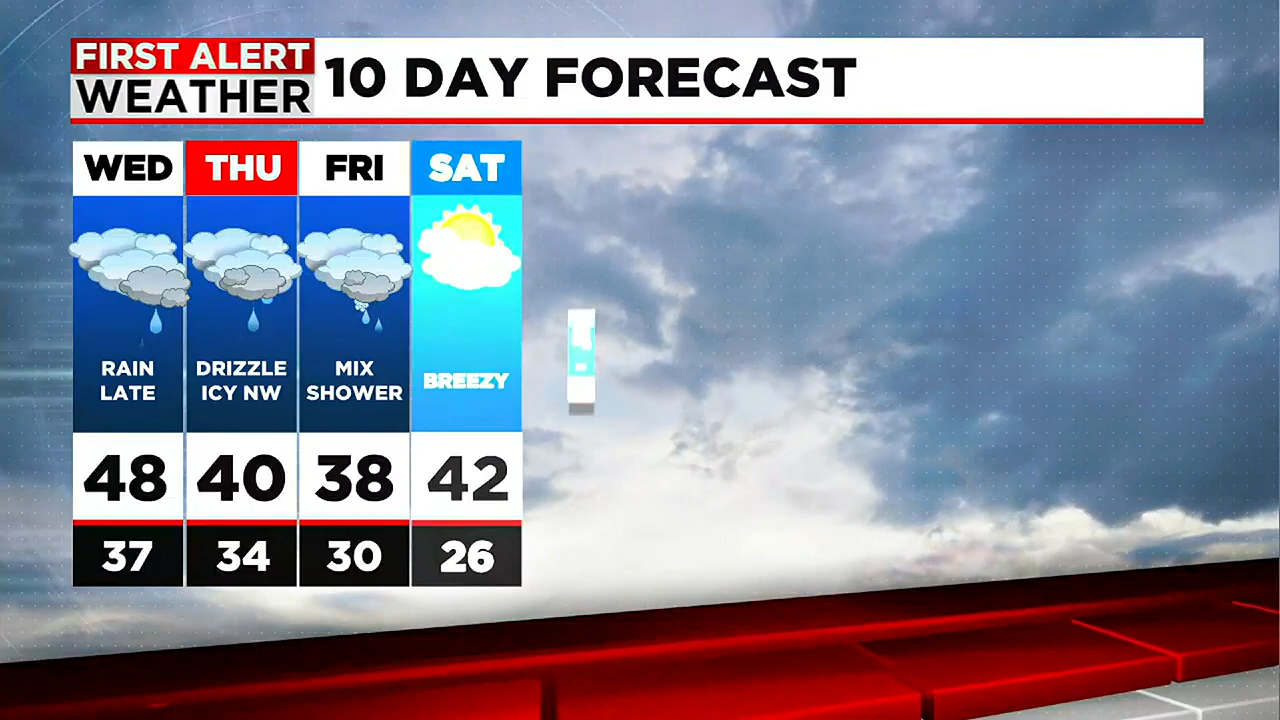 FIRST ALERT
WEATHER
10 DAY FORECAST
WED
THU
FRI
SAT
RAIN
LATE
DRIZZLE
ICY NW
MIX
SHOWER
BREEZY
48
40
38
42
37
34
30
26